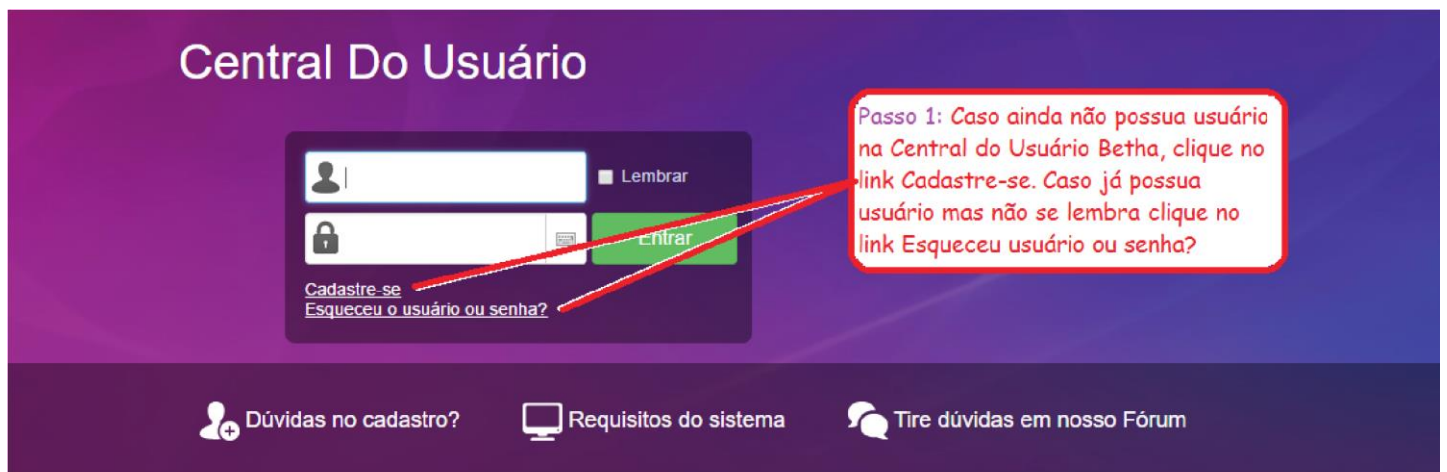 Central Do Usuário
Passo 1: Caso ainda não possua usuário
na Central do Usuário Betha, clique no
link Cadastre-se. Caso já possua
usuário mas não se lembra clique no
link Esqueceu usuário ou senha?
Lembrar
Entrar
Cadastre-se
Esqueceu o usuário ou senha?
Dúvidas no cadastro?
Requisitos do sistema
Tire dúvidas em nosso Fórum